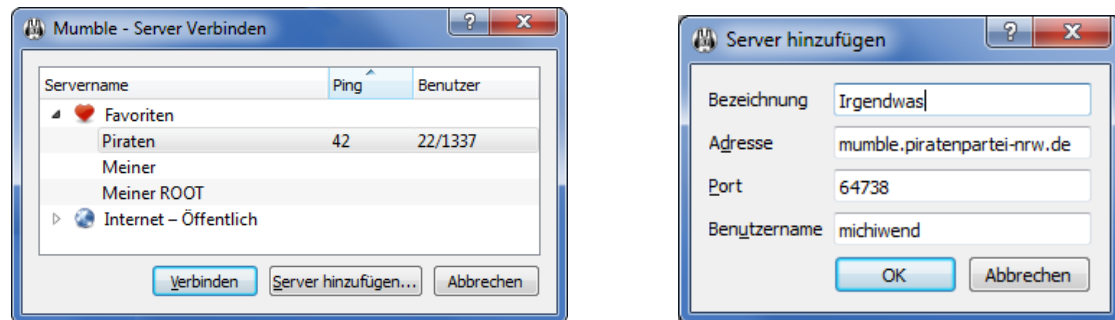 Mumble - Server Verbinden
Servername Ping Benutzer
Favoriten
Piraten 42 22/1337
Meiner
Meiner ROOT
Internet – Öffentlich
Verbinden Server hinzufügen... Abbrechen
Server hinzufügen
Bezeichnung Irgendwas
Adresse mumble.piratenpartei-nrw.de
Port 64738
Benutzername michiwend
OK Abbrechen